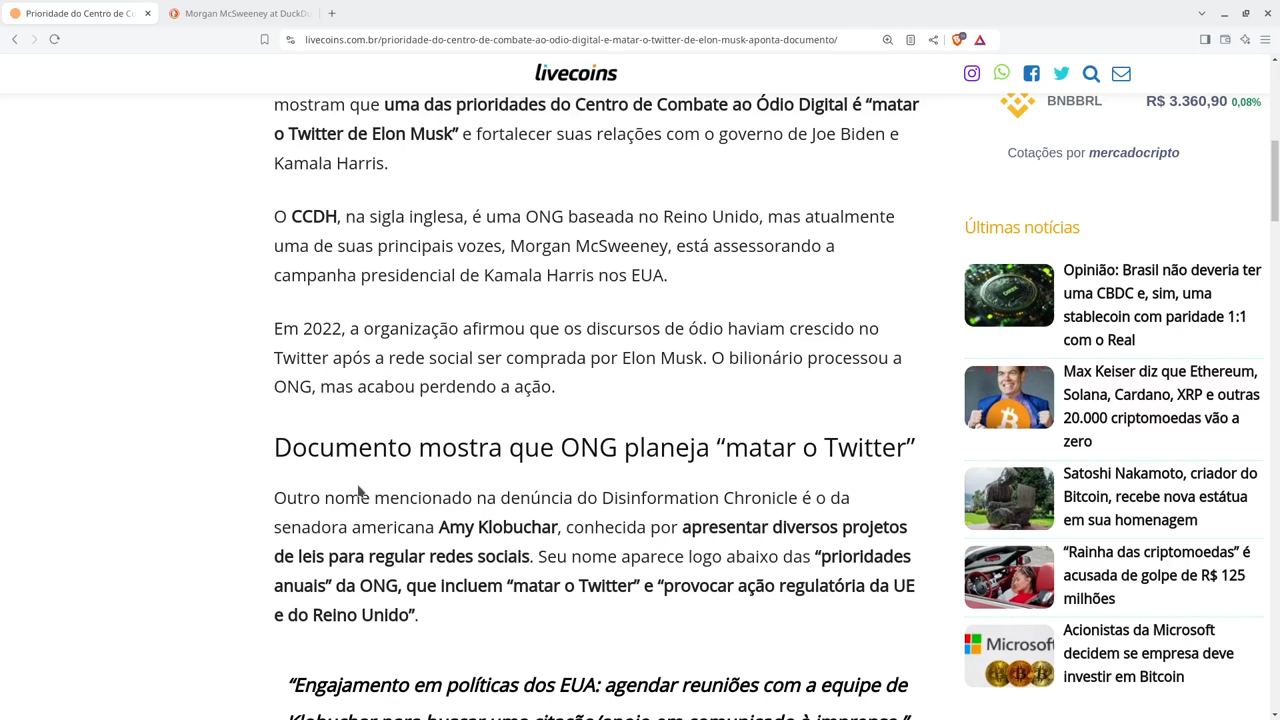 Prioridade do Centro de C
Morgan McSweeney at DuckDu
livecoins.com.br/prioridade-do-centro-de-combate-ao-odio-digital-e-matar-o-twitter-de-elon-musk-aponta-documento/
livecoins
mostram que uma das prioridades do Centro de Combate ao Ódio Digital é “matar
o Twitter de Elon Musk” e fortalecer suas relações com o governo de Joe Biden e
Kamala Harris.
O CCDH, na sigla inglesa, é uma ONG baseada no Reino Unido, mas atualmente
uma de suas principais vozes, Morgan McSweeney, está assessorando a
campanha presidencial de Kamala Harris nos EUA.
Em 2022, a organização afirmou que os discursos de ódio haviam crescido no
Twitter após a rede social ser comprada por Elon Musk. O bilionário processou a
ONG, mas acabou perdendo a ação.
Documento mostra que ONG planeja “matar o Twitter”
Outro nome mencionado na denúncia do Disinformation Chronicle é o da
senadora americana Amy Klobuchar, conhecida por apresentar diversos projetos
de leis para regular redes sociais. Seu nome aparece logo abaixo das “prioridades
anuais” da ONG, que incluem “matar o Twitter” e “provocar ação regulatória da UE
e do Reino Unido”.
“Engajamento em políticas dos EUA: agendar reuniões com a equipe de
Klobuchar para buscar uma citação/apoio em comunicado à imprensa.”
BNBBRL R$ 3.360,90 0,08%
Cotações por mercadocripto
Últimas notícias
Opinião: Brasil não deveria ter
uma CBDC e, sim, uma
stablecoin com paridade 1:1
com o Real
Max Keiser diz que Ethereum,
Solana, Cardano, XRP e outras
20.000 criptomoedas vão a
zero
Satoshi Nakamoto, criador do
Bitcoin, recebe nova estátua
em sua homenagem
“Rainha das criptomoedas” é
acusada de golpe de R$ 125
milhões
Microsoft
Acionistas da Microsoft
decidem se empresa deve
investir em Bitcoin